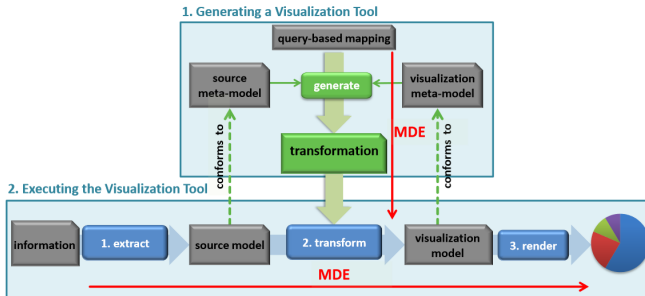 1. Generating a Visualization Tool
query-based mapping
source
meta-model
generate
visualization
meta-model
MDE
transformation
conforms to
conforms to
2. Executing the Visualization Tool
information
1. extract
source model
2. transform
visualization
model
3. render
MDE